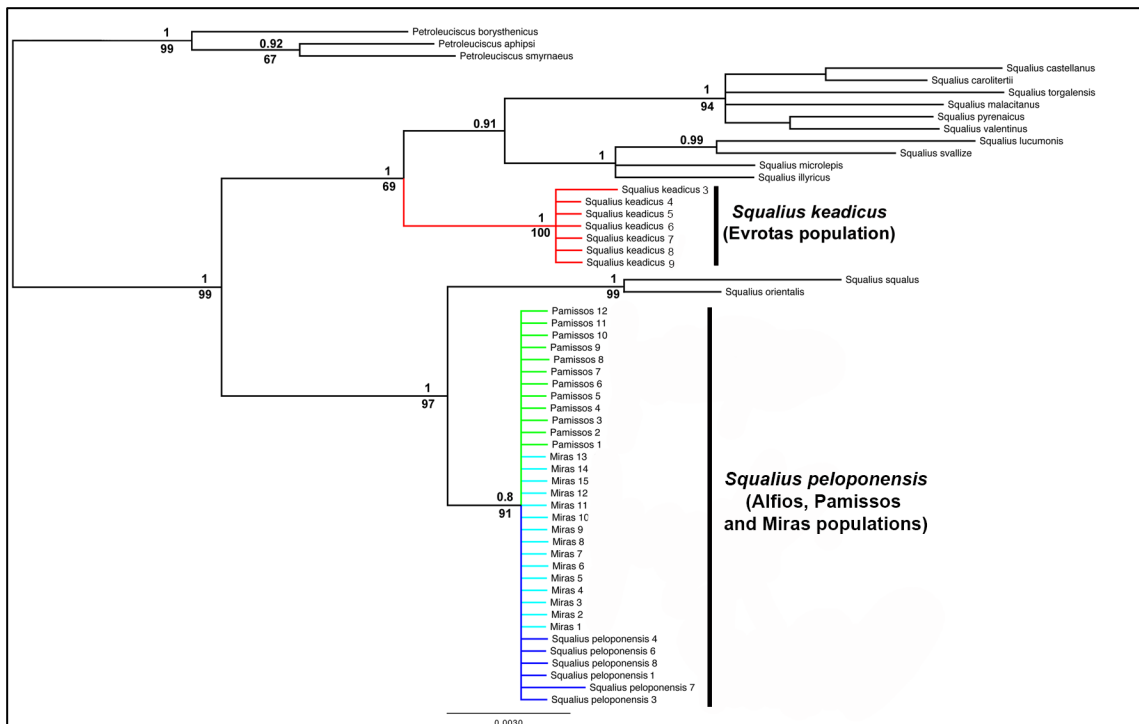 1
99
Petroleuciscus borysthenicus
0.92
67
Petroleuciscus aphipsi
Petroleuciscus smyrnaeus
Squalius castellanus
Squalius carolitertii
1
94
Squalius torgalensis
Squalius malacitanus
Squalius pyrenaicus
Squalius valentinus
0.91
0.99
Squalius lucumonis
Squalius svallize
1
Squalius microlepis
Squalius illyricus
1
69
Squalius keadicus 3
Squalius keadicus 4
Squalius keadicus 5
Squalius keadicus 6
Squalius keadicus 7
Squalius keadicus 8
Squalius keadicus 9
1
100
Squalius keadicus
(Evrotas population)
1
99
1
99
Squalius squalus
Squalius orientalis
1
97
Pamissos 12
Pamissos 11
Pamissos 10
Pamissos 9
Pamissos 8
Pamissos 7
Pamissos 6
Pamissos 5
Pamissos 4
Pamissos 3
Pamissos 2
Pamissos 1
Miras 13
Miras 14
Miras 15
Miras 12
Miras 11
Miras 10
Miras 9
Miras 8
Miras 7
Miras 6
Miras 5
Miras 4
Miras 3
Miras 2
Miras 1
Squalius peloponensis 4
Squalius peloponensis 6
Squalius peloponensis 8
Squalius peloponensis 1
Squalius peloponensis 7
Squalius peloponensis 3
0.8
91
Squalius peloponensis
(Alfios, Pamissos
and Miras populations)
0.0030